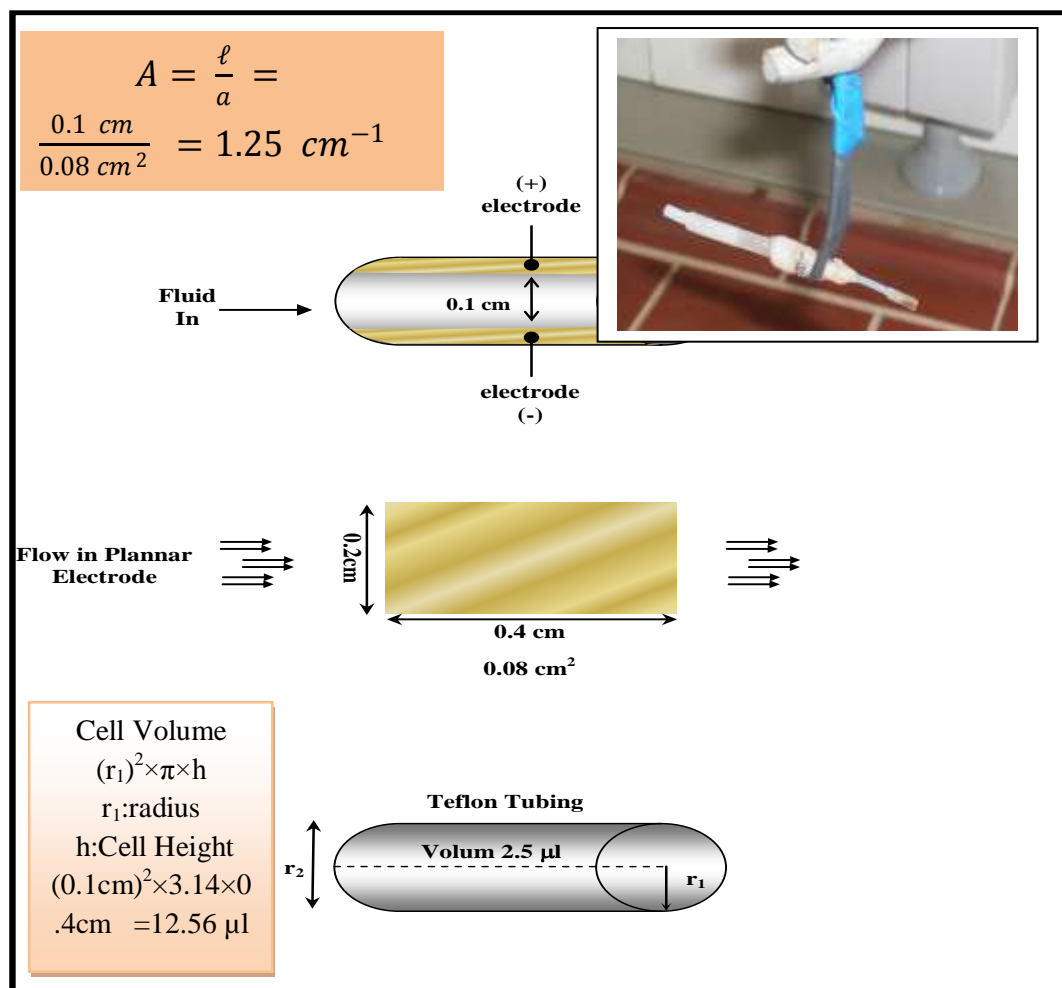 A = ℓ/a =
0.1 cm/0.08 cm² = 1.25 cm⁻¹
(+)
electrode
Fluid
In
0.1 cm
electrode
(-)
Flow in Plannar
Electrode
0.2cm
0.4 cm
0.08 cm²
Cell Volume
(r₁)²×π×h
r₁:radius
h:Cell Height
(0.1cm)²×3.14×0
.4cm =12.56 µl
Teflon Tubing
Volum 2.5 µl
r₂
r₁